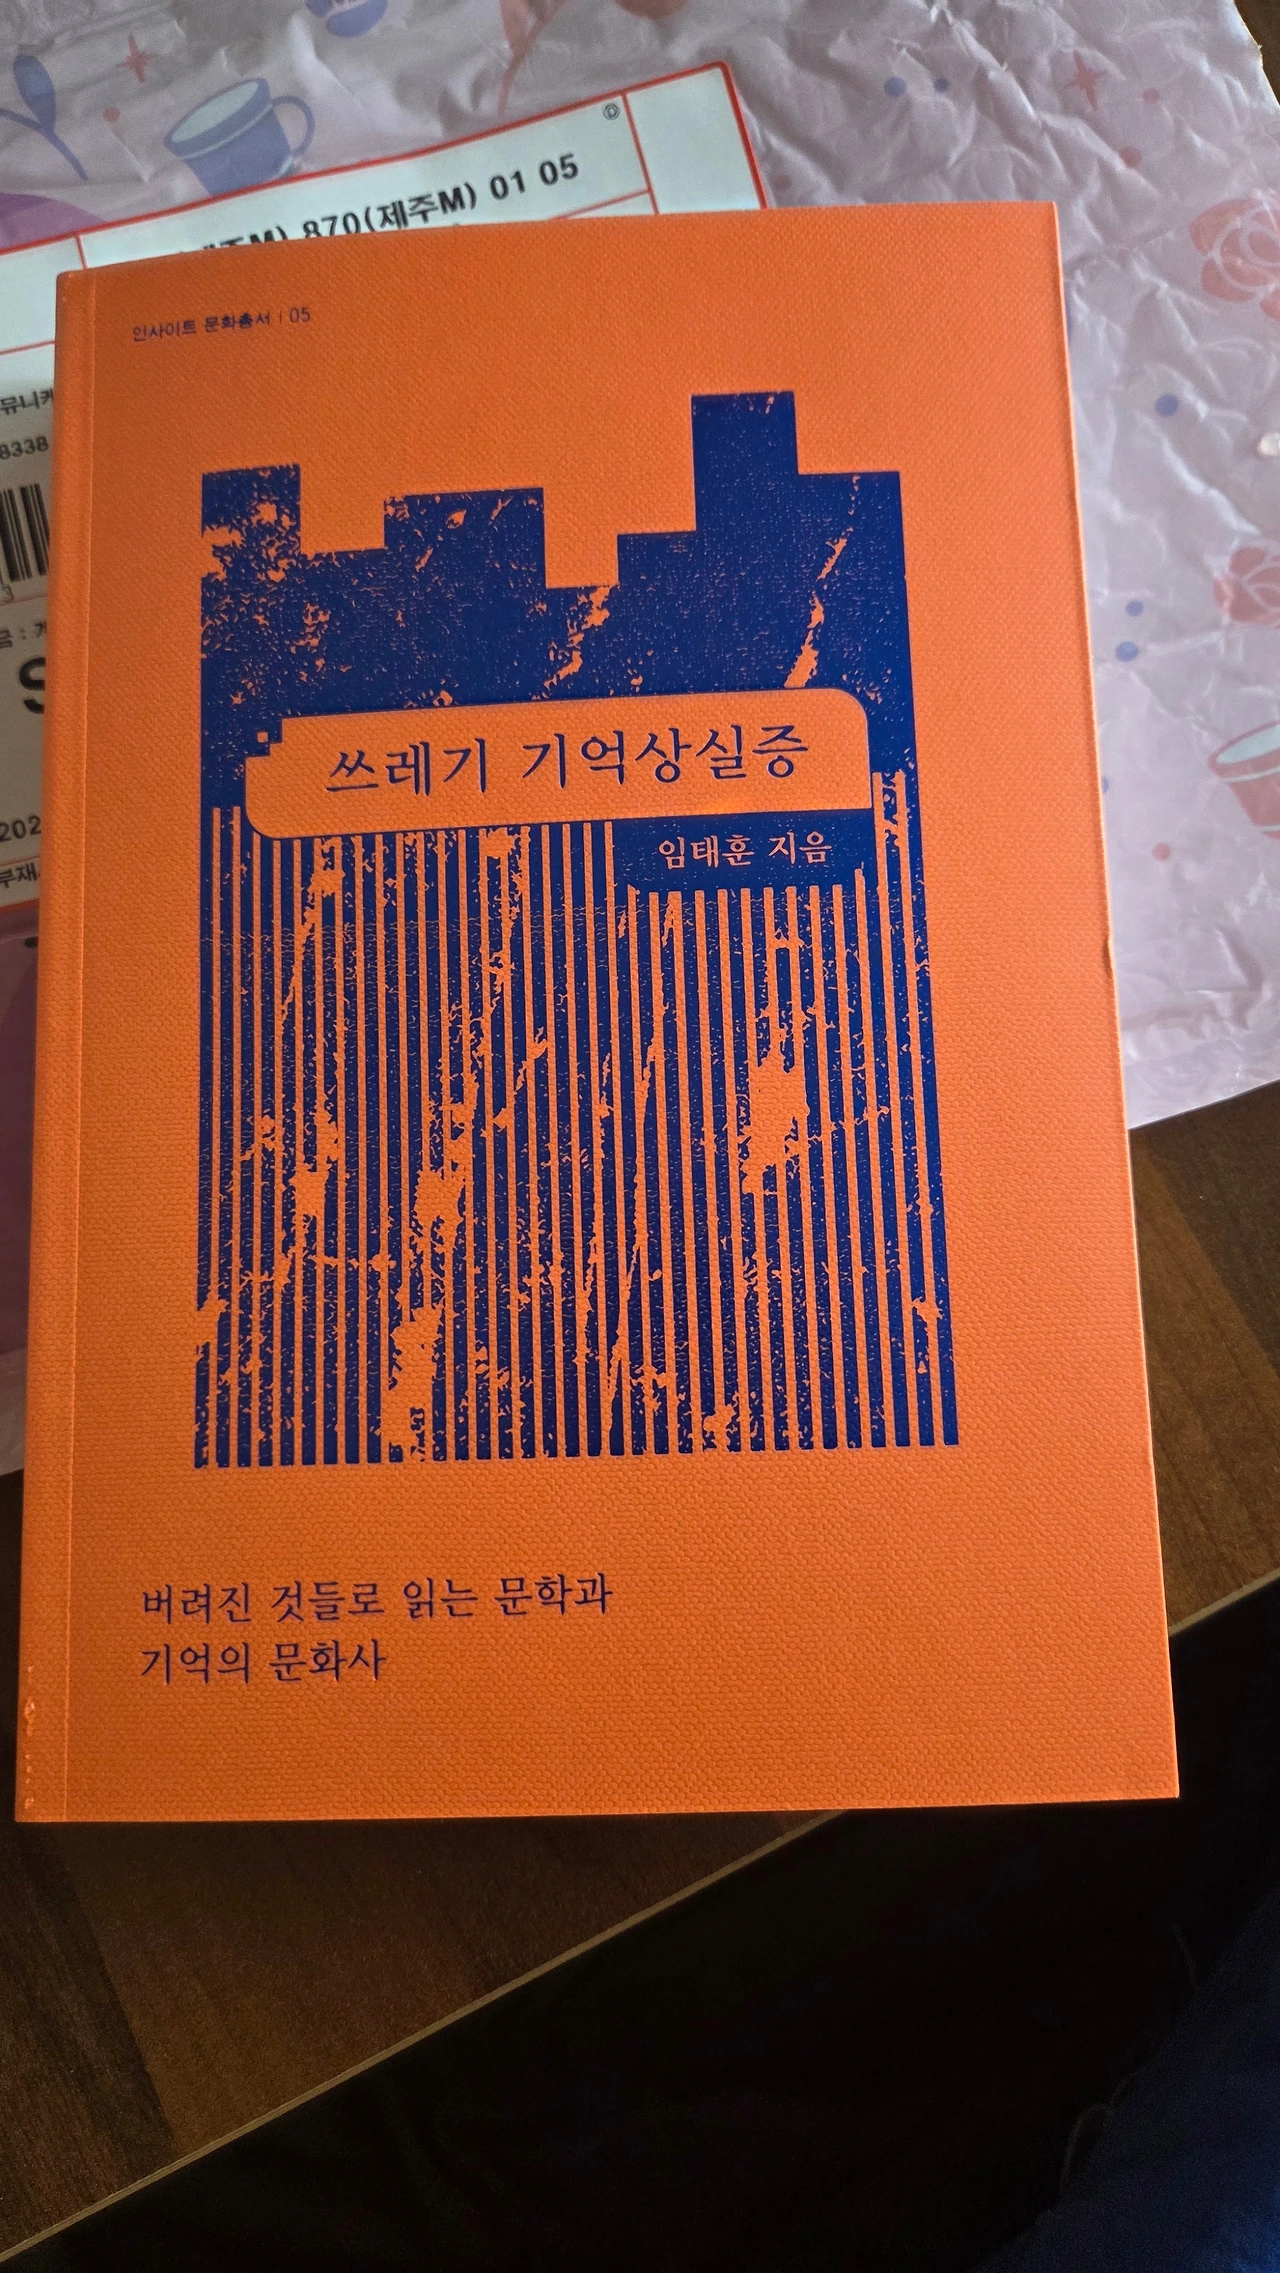 870(제주M) 01 05
인사이트 문화총서 | 05
8338
쓰레기 기억상실증
임태훈 지음
202
버려진 것들로 읽는 문학과
기억의 문화사